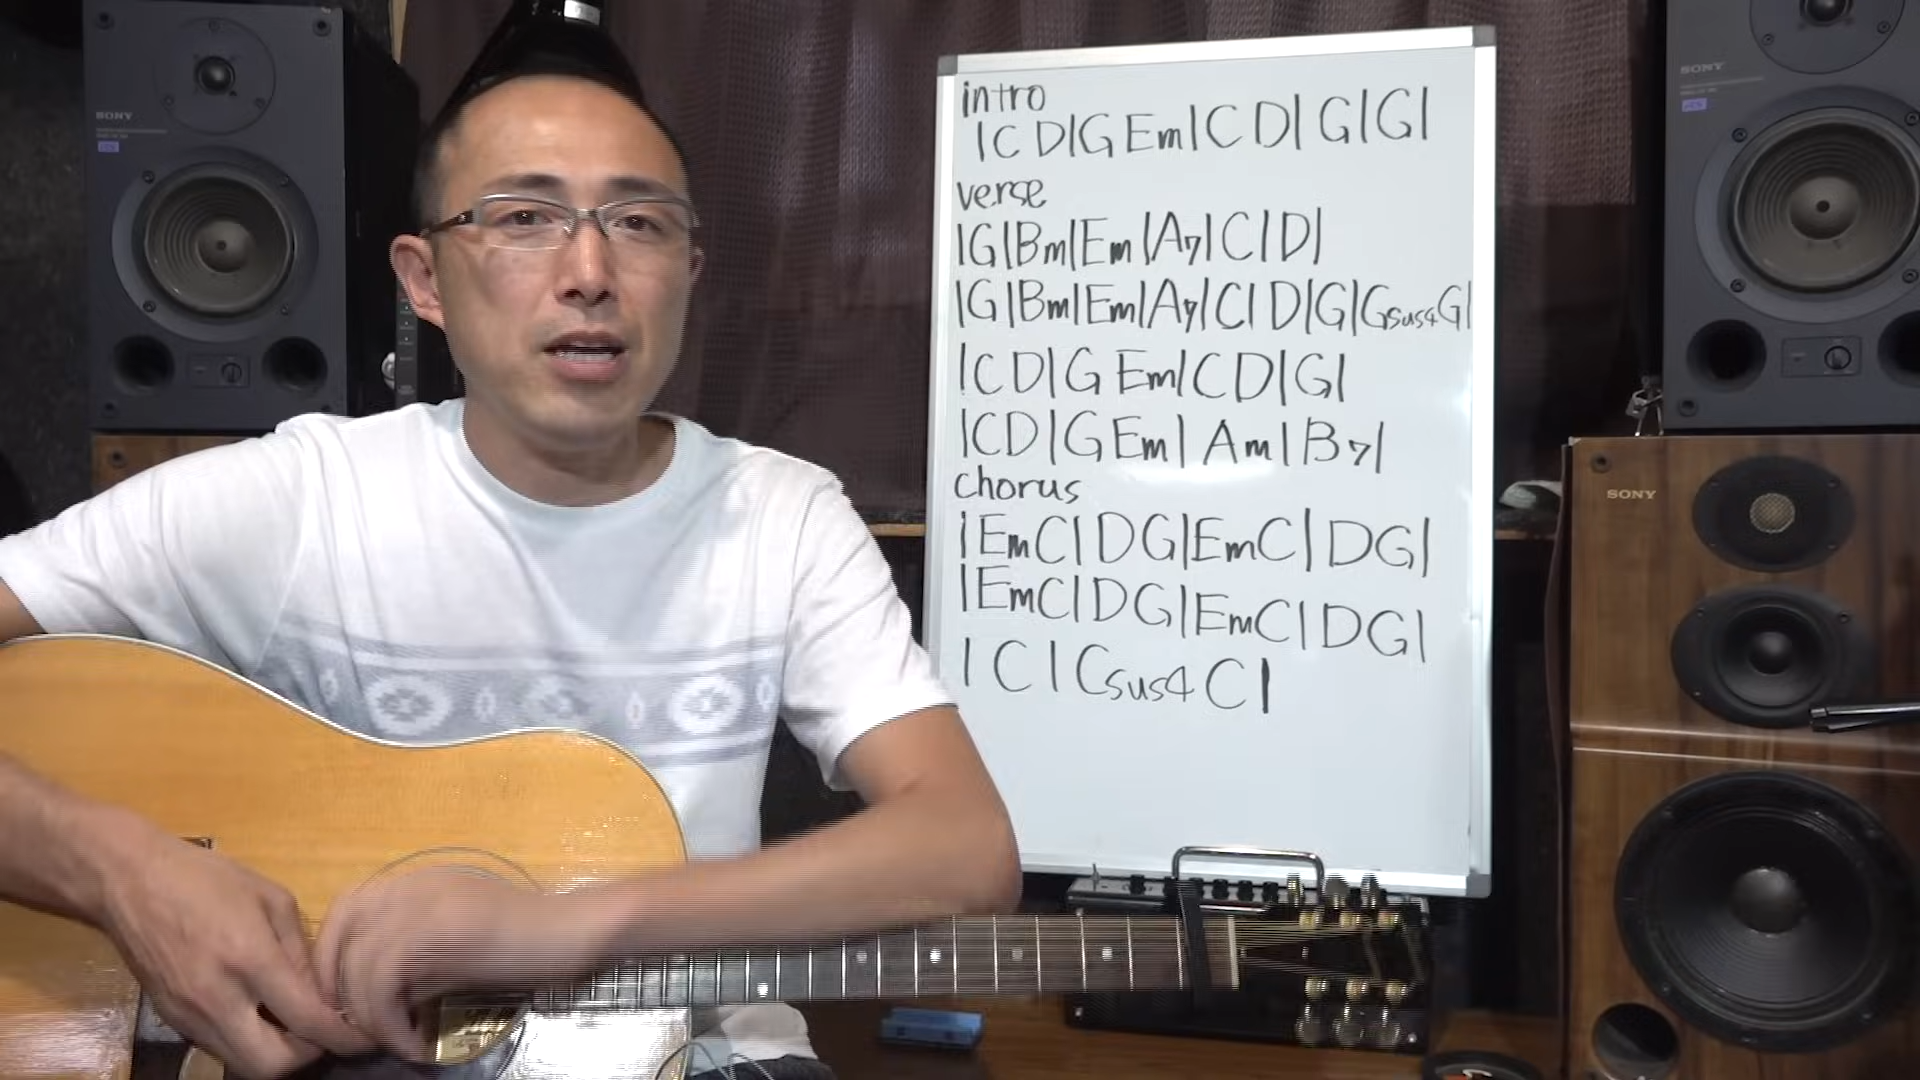 SONY
SONY
SONY
intro
|C D|G Em|C D|G|G|
verse
|G|Bm|Em|A7|C|D|
|G|Bm|Em|A7|C|D|G|Gsus4G|
|C D|G Em|C D|G|
|C D|G Em|Am|B7|
chorus
|Em C|D G|Em C|D G|
|Em C|D G|Em C|D G|
|C|Csus4 C|